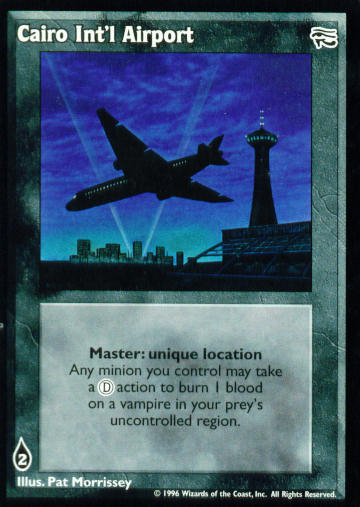 Cairo Int'l Airport
Master: unique location
Any minion you control may take
a Ⓓ action to burn 1 blood
on a vampire in your prey's
uncontrolled region.
2
Illus. Pat Morrissey
© 1996 Wizards of the Coast, Inc. All Rights Reserved.